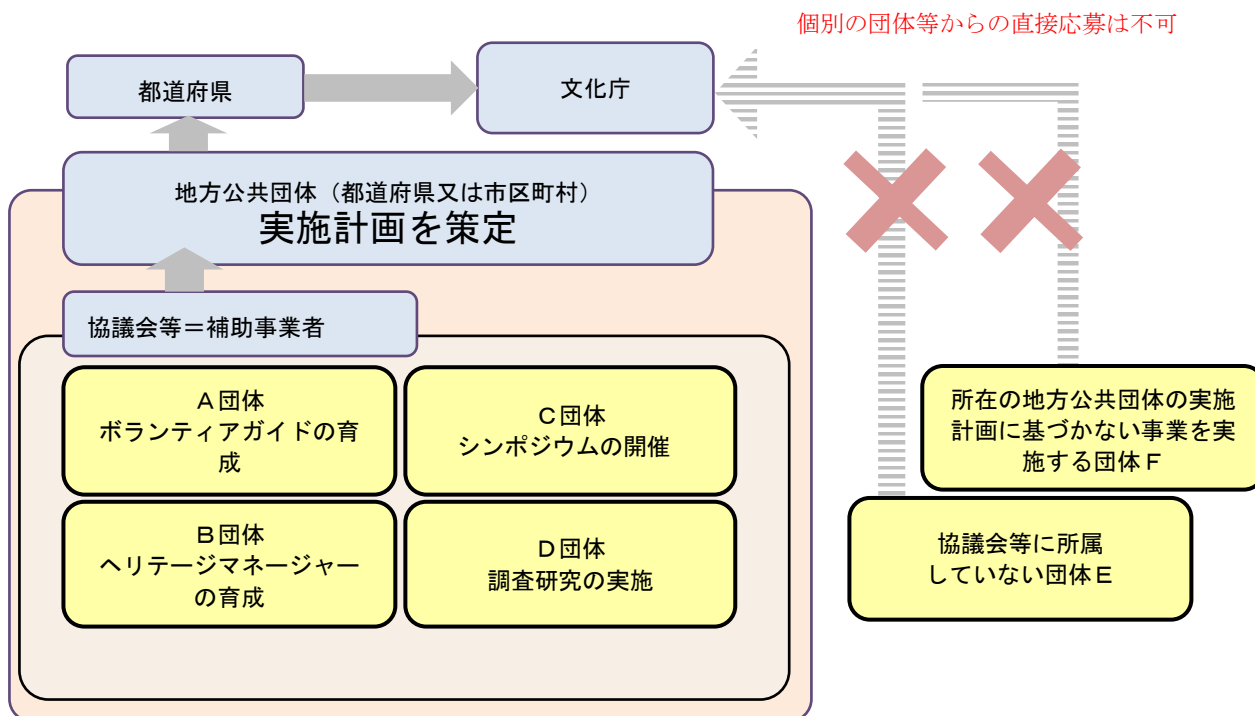 個別の団体等からの直接応募は不可
都道府県
文化庁
地方公共団体（都道府県又は市区町村）
実施計画を策定
協議会等＝補助事業者
Ａ団体
ボランティアガイドの育
成
Ｃ団体
シンポジウムの開催
Ｂ団体
ヘリテージマネージャー
の育成
Ｄ団体
調査研究の実施
所在の地方公共団体の実施
計画に基づかない事業を実
施する団体Ｆ
協議会等に所属
していない団体Ｅ